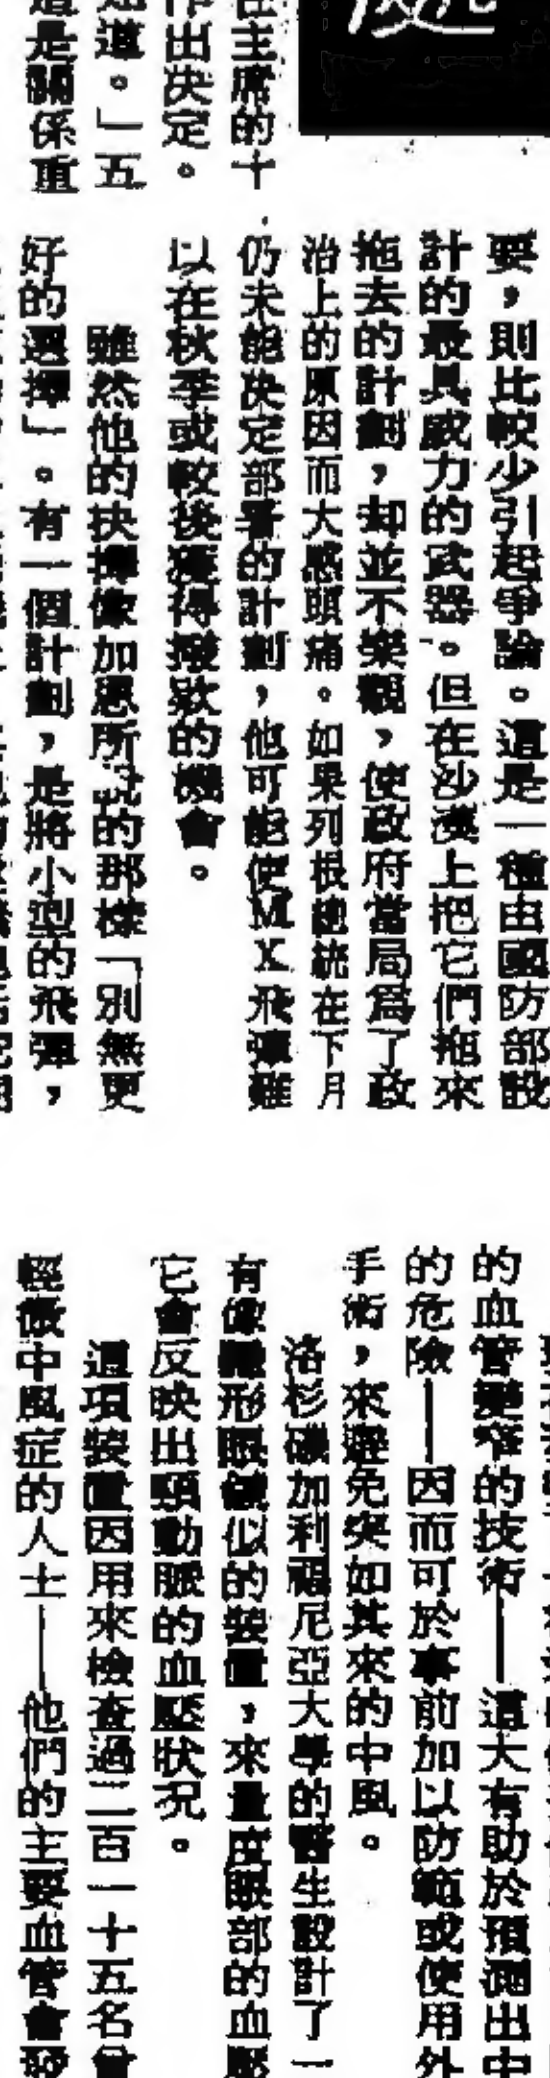 在主席的十
作出決定。
知道。」五
這是關係重
要，則比較少引起爭論。這是一種由國防部設
計的最具威力的武器。但在沙漠上把它們拖來
拖去的計劃，却並不樂觀，使政府當局爲了政
治上的原因而大感頭痛。如果列根總統在下月
仍未能決定部署的計劃，他可能使MX飛彈難
以在秋季或較後獲得撥欵的機會。
雖然他的抉擇像加恩所說的那樣「別無更
好的選擇」。有一個計劃，是將小型的飛彈，
的血管變窄的技術——這大有助於預測出中
的危險——因而可於事前加以防範或使用外
手術，來避免突如其來的中風。
洛杉磯加利福尼亞大學的醫生設計了一
有像隱形眼鏡似的裝置，來量度眼部的血壓
它會反映出頸動脈的血壓狀況。
這項裝置因用來檢查過二百一十五名曾
輕微中風症的人士——他們的主要血管會發